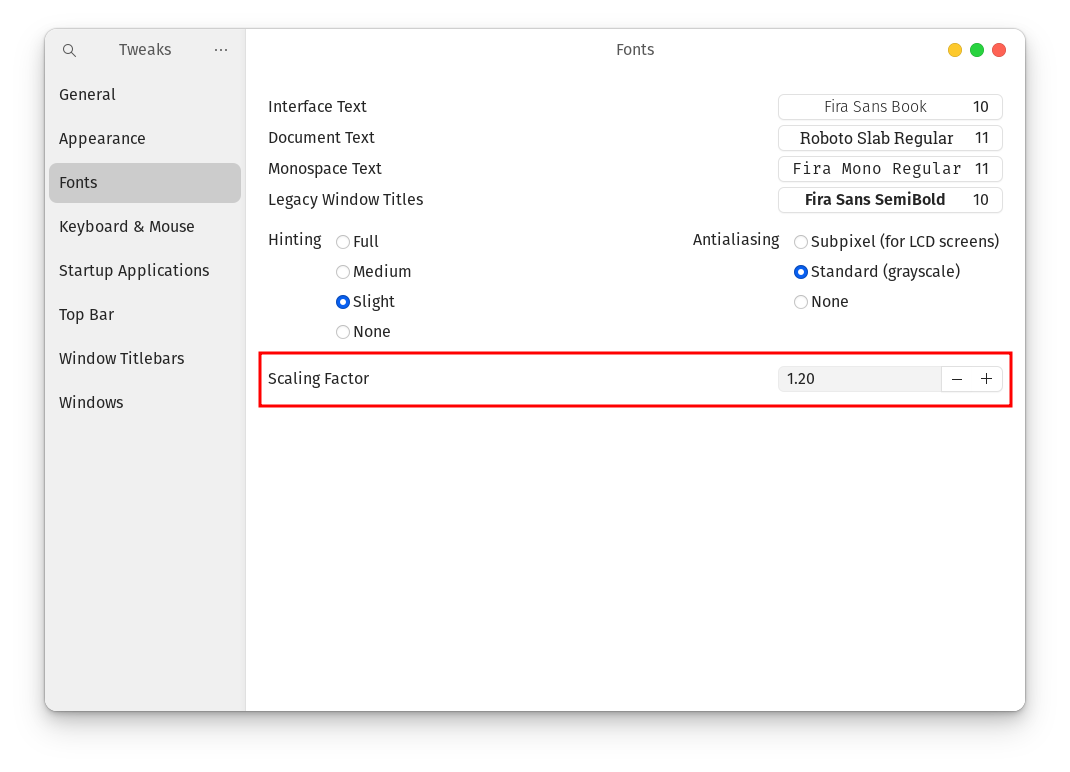 Tweaks
General
Appearance
Fonts
Keyboard & Mouse
Startup Applications
Top Bar
Window Titlebars
Windows
Fonts
Interface Text Fira Sans Book 10
Document Text Roboto Slab Regular 11
Monospace Text Fira Mono Regular 11
Legacy Window Titles Fira Sans SemiBold 10
Hinting Full Antialiasing Subpixel (for LCD screens)
Medium Standard (grayscale)
Slight None
None
Scaling Factor 1.20 − +